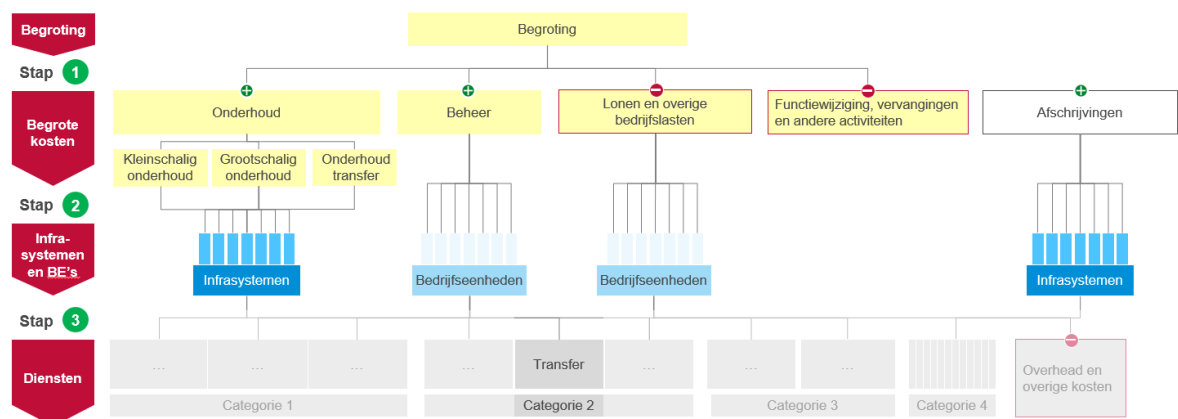 Begroting
Begroting
Stap 1
Begrote
kosten
Onderhoud
Beheer
Lonen en overige
bedrijfslasten
Functiewijziging, vervangingen
en andere activiteiten
Afschrijvingen
Kleinschalig
onderhoud
Grootschalig
onderhoud
Onderhoud
transfer
Stap 2
Infra-
systemen
en BE's
Infrasystemen
Bedrijfseenheden
Bedrijfseenheden
Infrasystemen
Stap 3
Diensten
...
...
...
...
Transfer
...
...
...
...
Overhead en
overige kosten
Categorie 1
Categorie 2
Categorie 3
Categorie 4